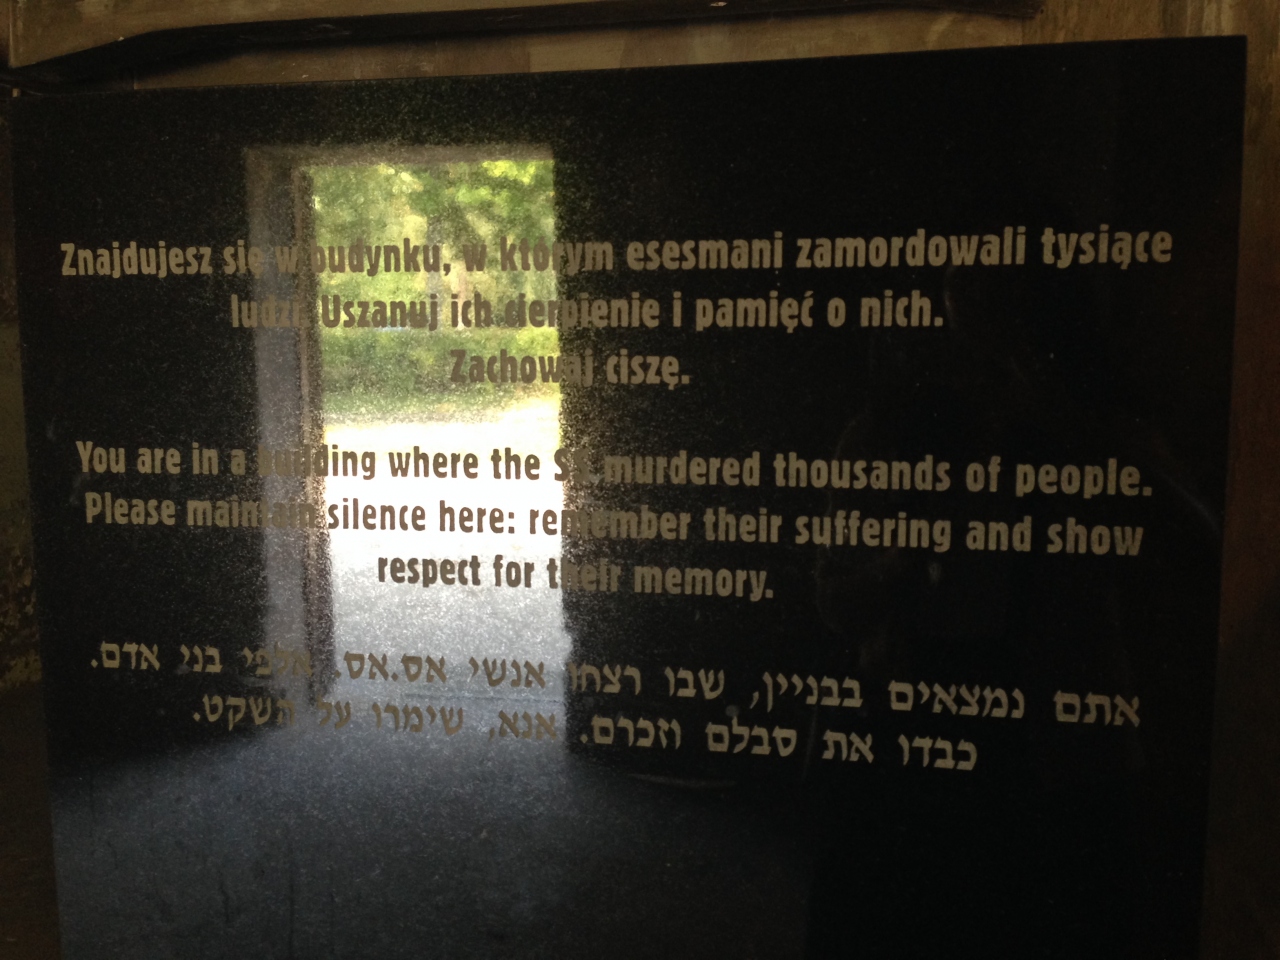 Znajdujesz się w budynku, w którym esesmani zamordowali tysiące
ludzi. Uszanuj ich cierpienie i pamięć o nich.
Zachowaj ciszę.
You are in a building where the SS murdered thousands of people.
Please maintain silence here: remember their suffering and show
respect for their memory.
אתם נמצאים בבניין, שבו רצחו אנשי אס.אס. אלפי בני אדם.
כבדו את סבלם וזכרם. אנא, שימרו על השקט.